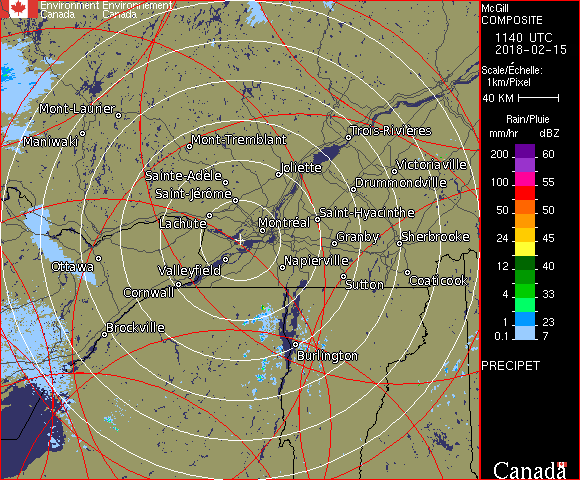 Environment Environnement
Canada Canada
McGill
COMPOSITE
1140 UTC
2018-02-15
Scale/Échelle:
1km/Pixel
40 KM
Rain/Pluie
mm/hr dBZ
200 60
150 57
100 55
50 50
24 45
12 40
4 33
1 23
0.1 7
PRECIPET
Canada
Mont-Laurier
Maniwaki
Mont-Tremblant
Trois-Rivières
Joliette
Victoriaville
Sainte-Adèle
Drummondville
Saint-Jérôme
Lachute
Saint-Hyacinthe
Montréal
Granby
Sherbrooke
Ottawa
Valleyfield
Napierville
Cornwall
Sutton
Coaticook
Brockville
Burlington